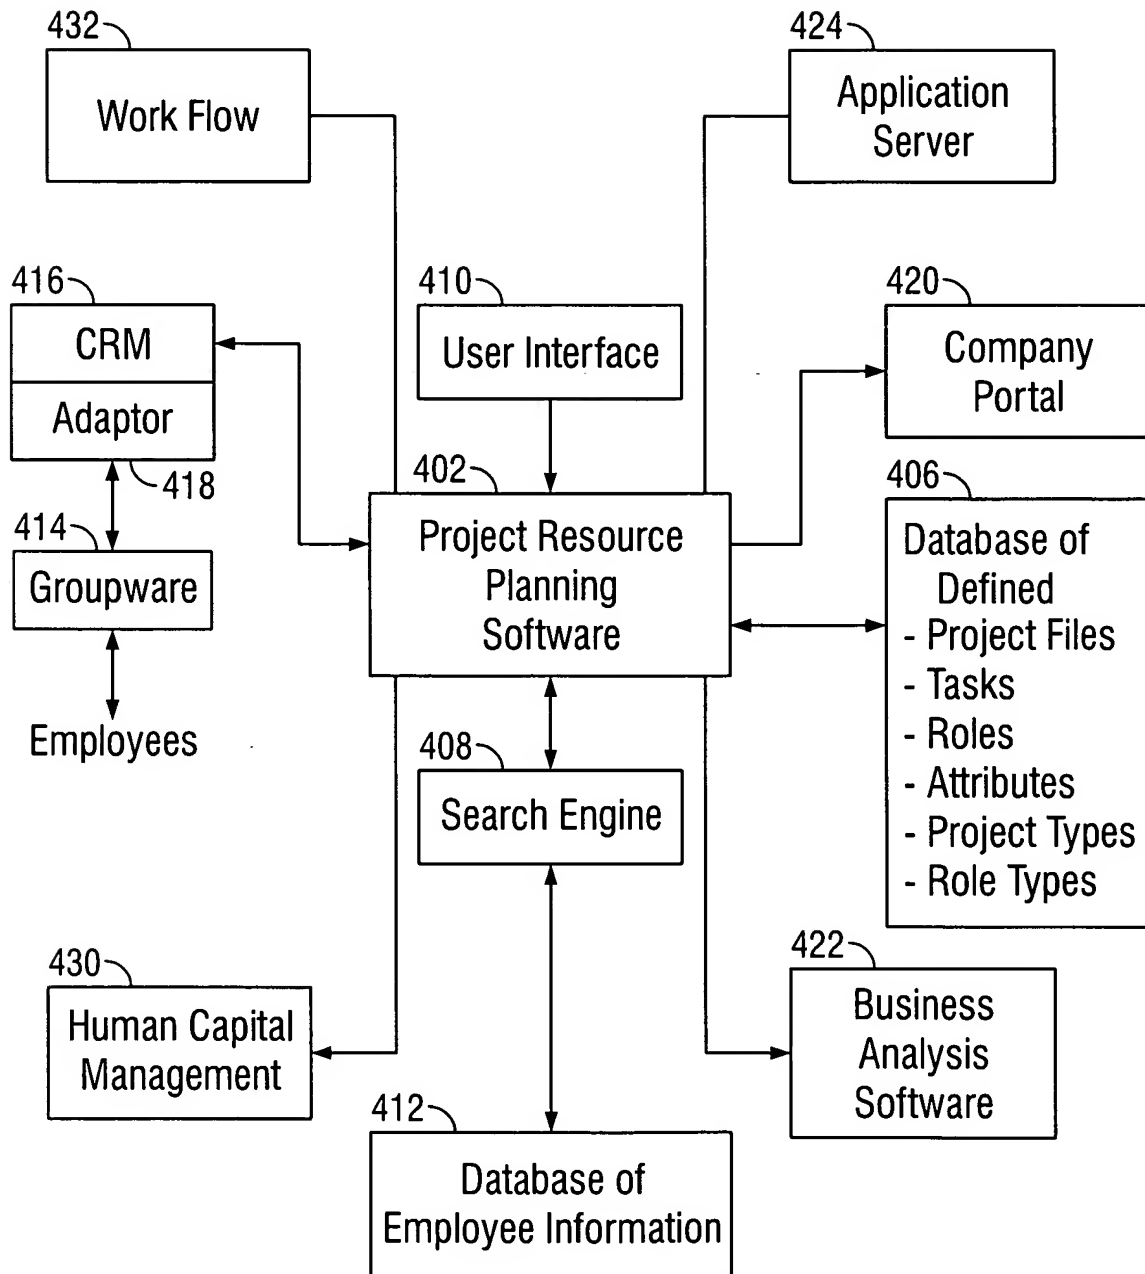 432
Work Flow
424
Application
Server
416
CRM
Adaptor
418
410
User Interface
420
Company
Portal
414
Groupware
Employees
402
Project Resource
Planning
Software
406
Database of
Defined
- Project Files
- Tasks
- Roles
- Attributes
- Project Types
- Role Types
408
Search Engine
430
Human Capital
Management
422
Business
Analysis
Software
412
Database of
Employee Information